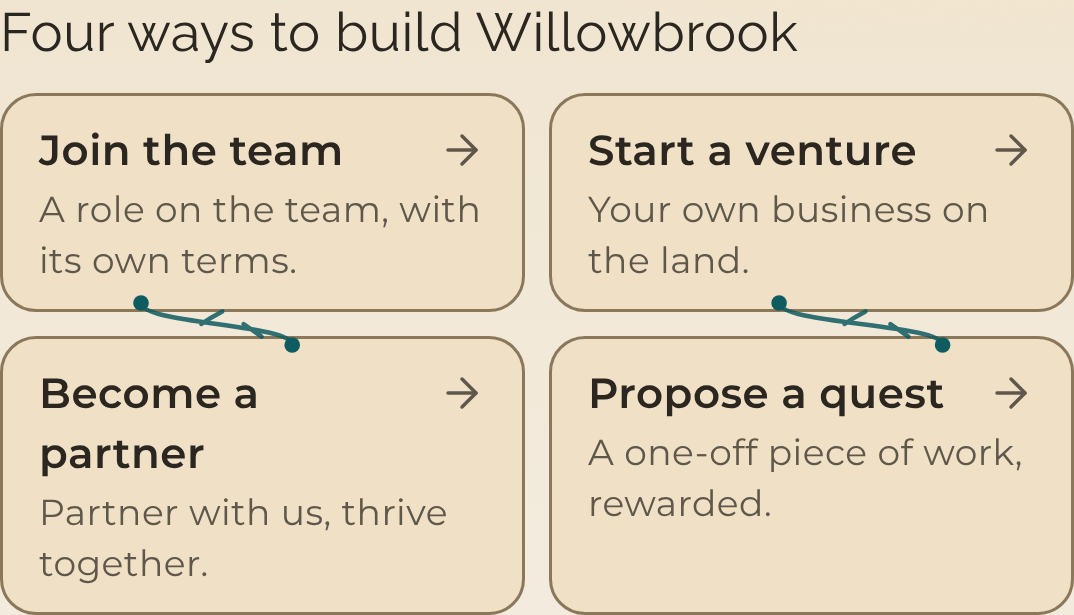 Four ways to build Willowbrook
Join the team
A role on the team, with
its own terms.
Start a venture
Your own business on
the land.
Become a
partner
Partner with us, thrive
together.
Propose a quest
A one-off piece of work,
rewarded.